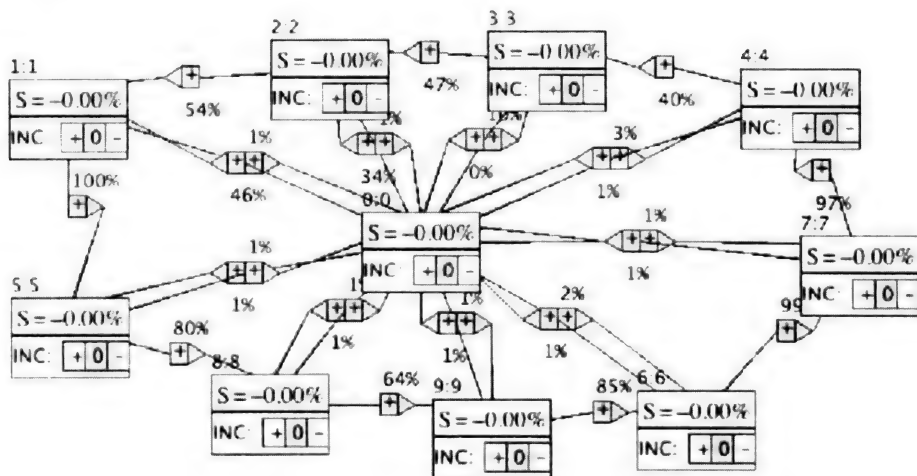 2:2
3 3
S = -0.00%
47%
S = -0.00%
4:4
1:1
INC: + 0 -
INC: + 0 -
40%
S = -0.00%
S = -0.00%
54%
INC: + 0 -
INC + 0 -
1%
1%
3%
100%
46%
34%
0%
1%
97%
0:0
7:7
S = -0.00%
1%
S = -0.00%
INC: + 0 -
1%
1%
INC: + 0 -
5 5
1%
S = -0.00%
1%
2%
INC: + 0 -
80%
1%
1%
1%
8:8
64%
9:9
85%
6 6
S = -0.00%
S = -0.00%
S = -0.00%
INC: + 0 -
INC: + 0 -
INC: + 0 -